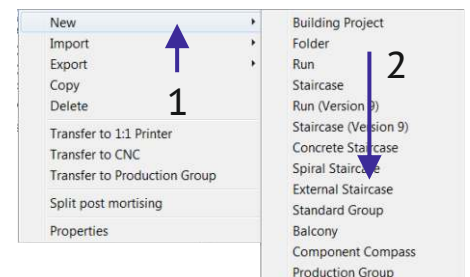 New
Import
Export
Copy
Delete
Transfer to 1:1 Printer
Transfer to CNC
Transfer to Production Group
Split post mortising
Properties
1
Building Project
Folder
Run
Staircase
Run (Version 9)
Staircase (Version 9)
Concrete Staircase
Spiral Staircase
External Staircase
Standard Group
Balcony
Component Compass
Production Group
2